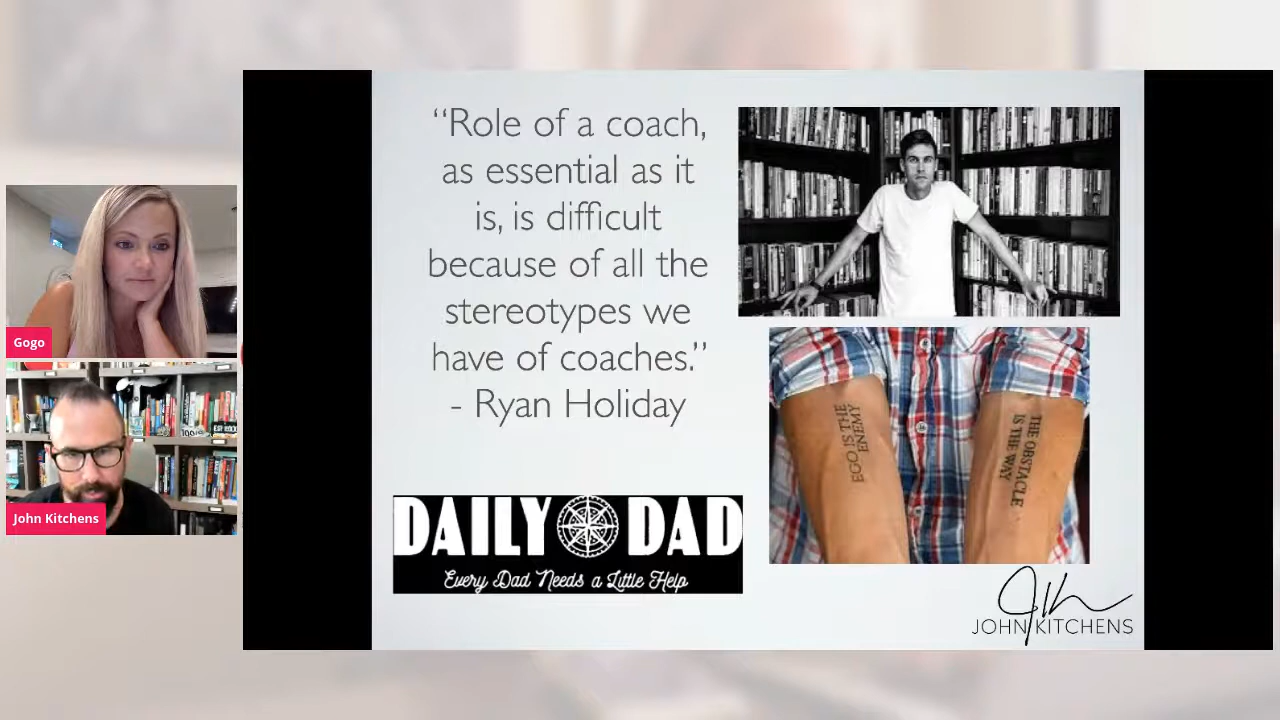 “Role of a coach,
as essential as it
is, is difficult
because of all the
stereotypes we
have of coaches.”
- Ryan Holiday
DAILY DAD
Every Dad Needs a Little Help
EGO IS THE
ENEMY
THE OBSTACLE
IS THE WAY
JOHN KITCHENS
Gogo
John Kitchens